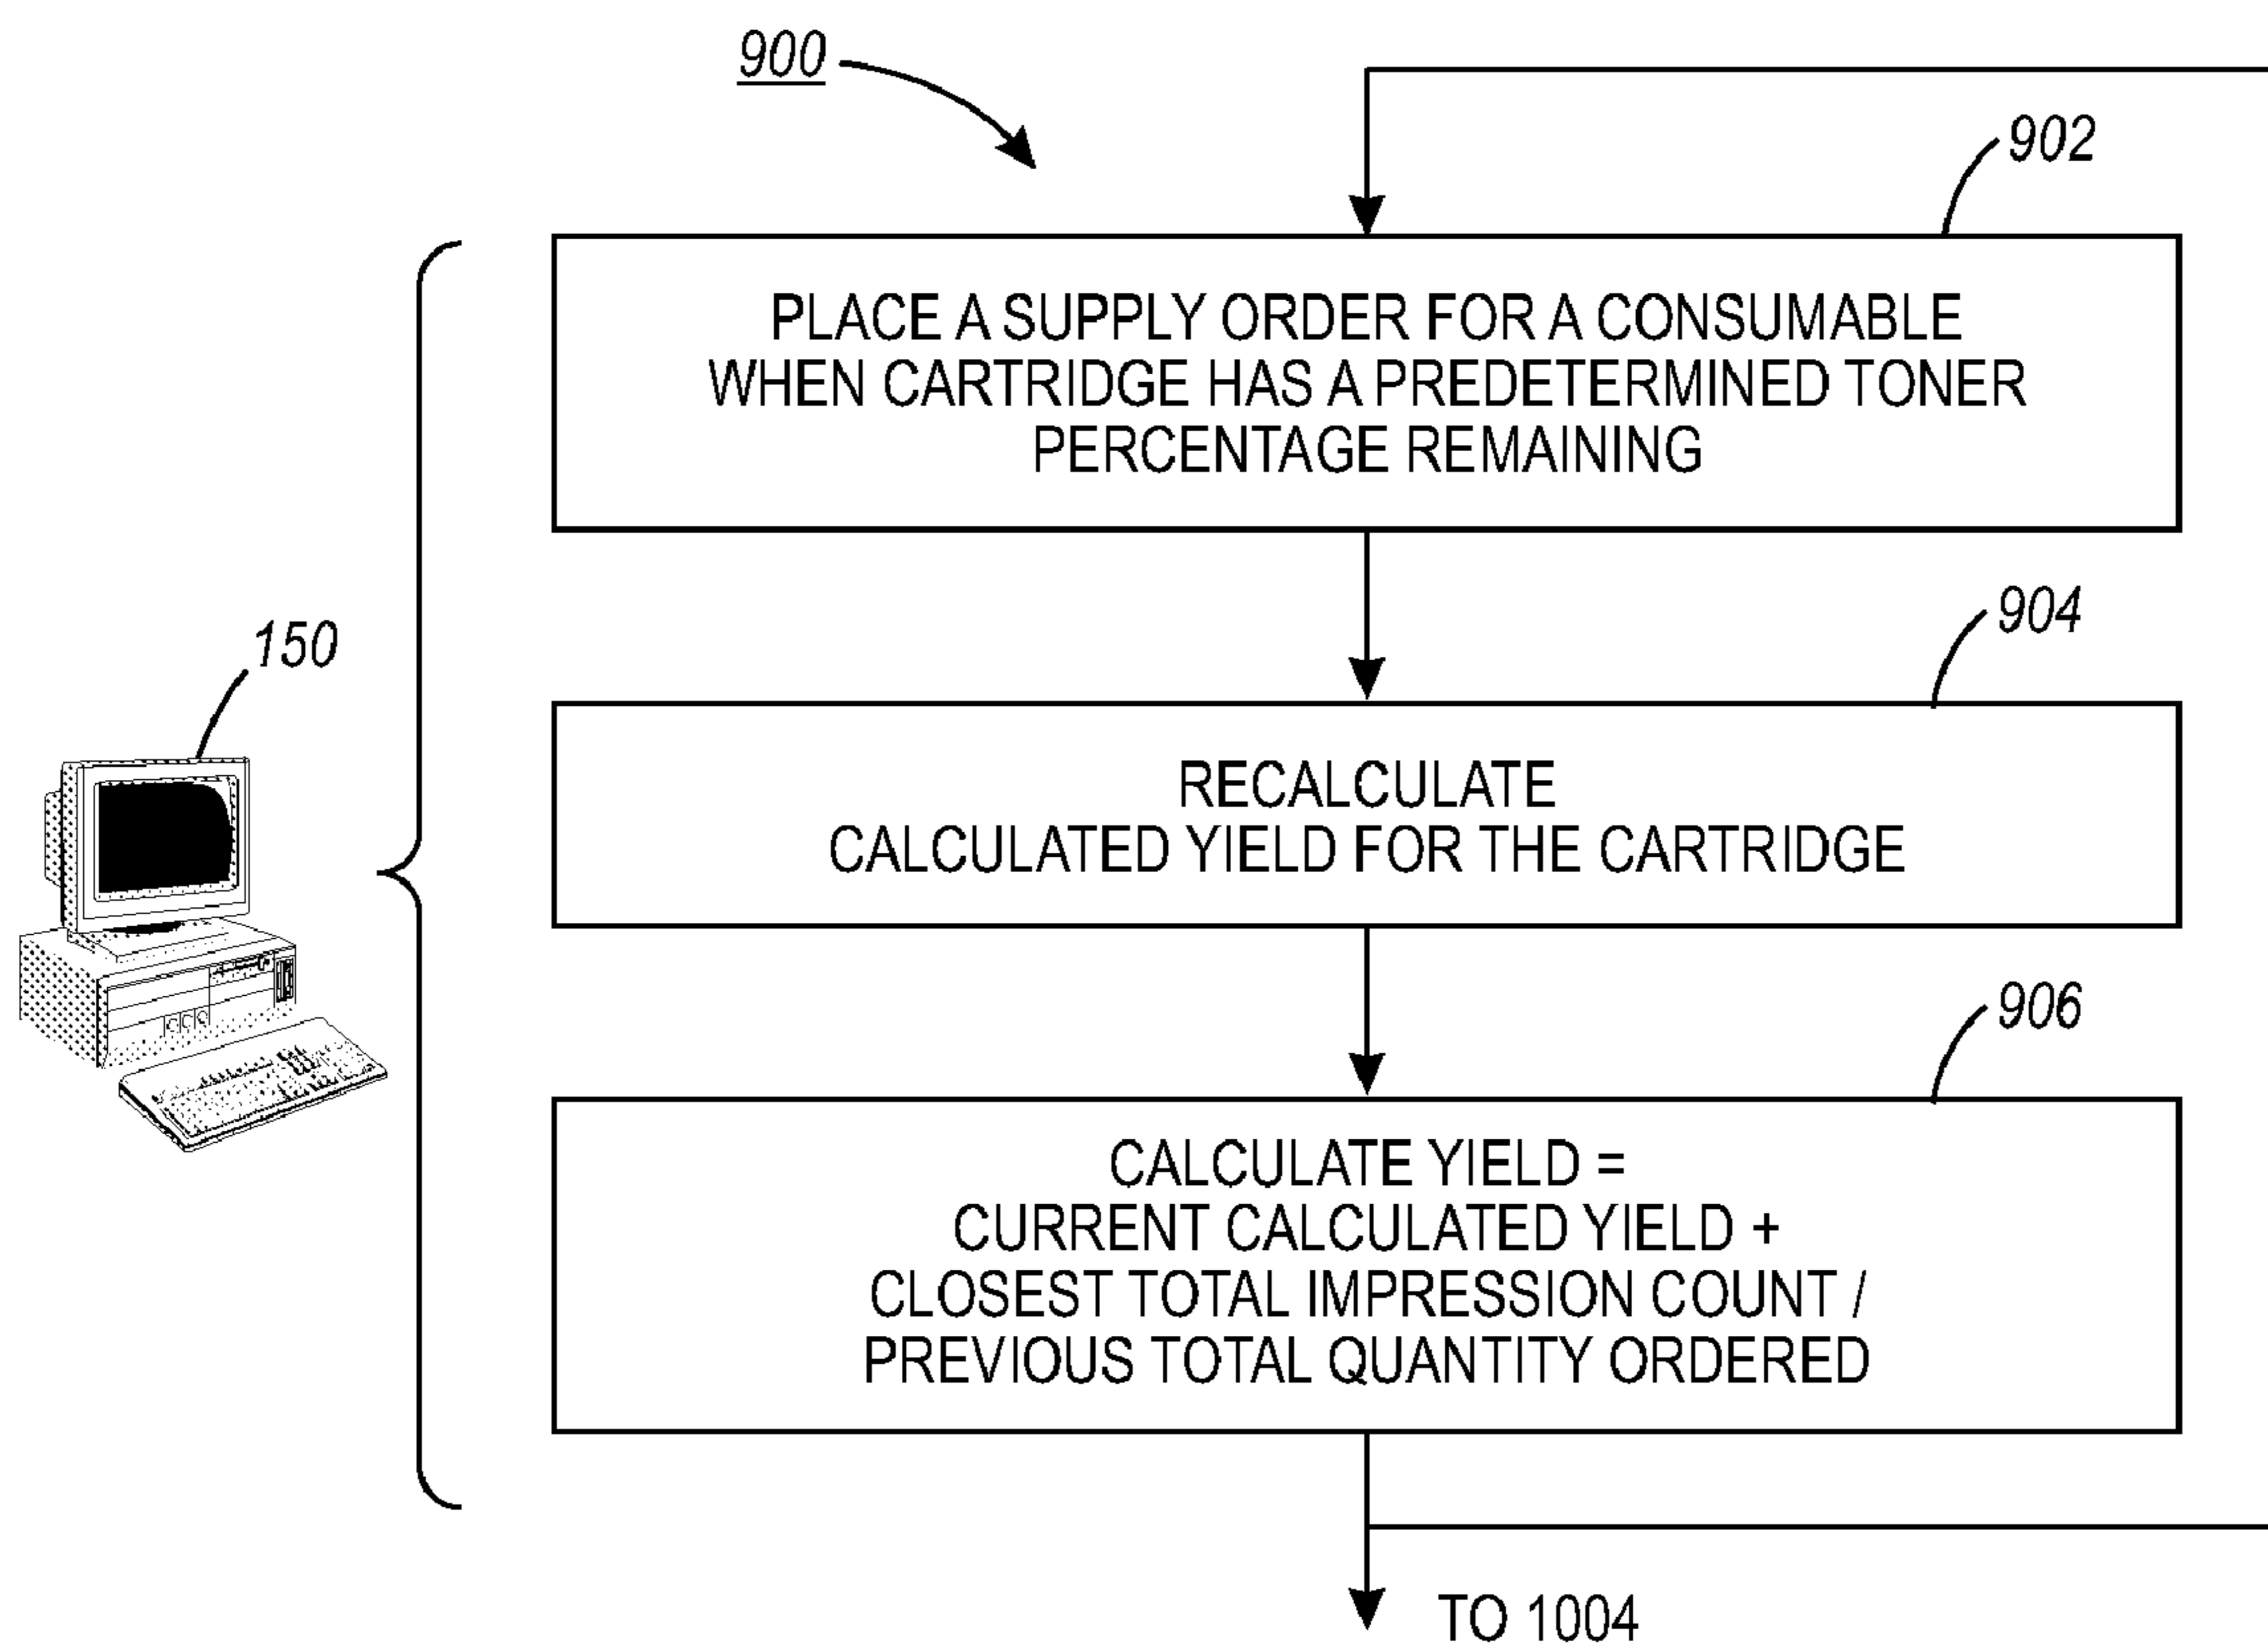 900
902
PLACE A SUPPLY ORDER FOR A CONSUMABLE
WHEN CARTRIDGE HAS A PREDETERMINED TONER
PERCENTAGE REMAINING
904
150
RECALCULATE
CALCULATED YIELD FOR THE CARTRIDGE
906
CALCULATE YIELD =
CURRENT CALCULATED YIELD +
CLOSEST TOTAL IMPRESSION COUNT /
PREVIOUS TOTAL QUANTITY ORDERED
TO 1004